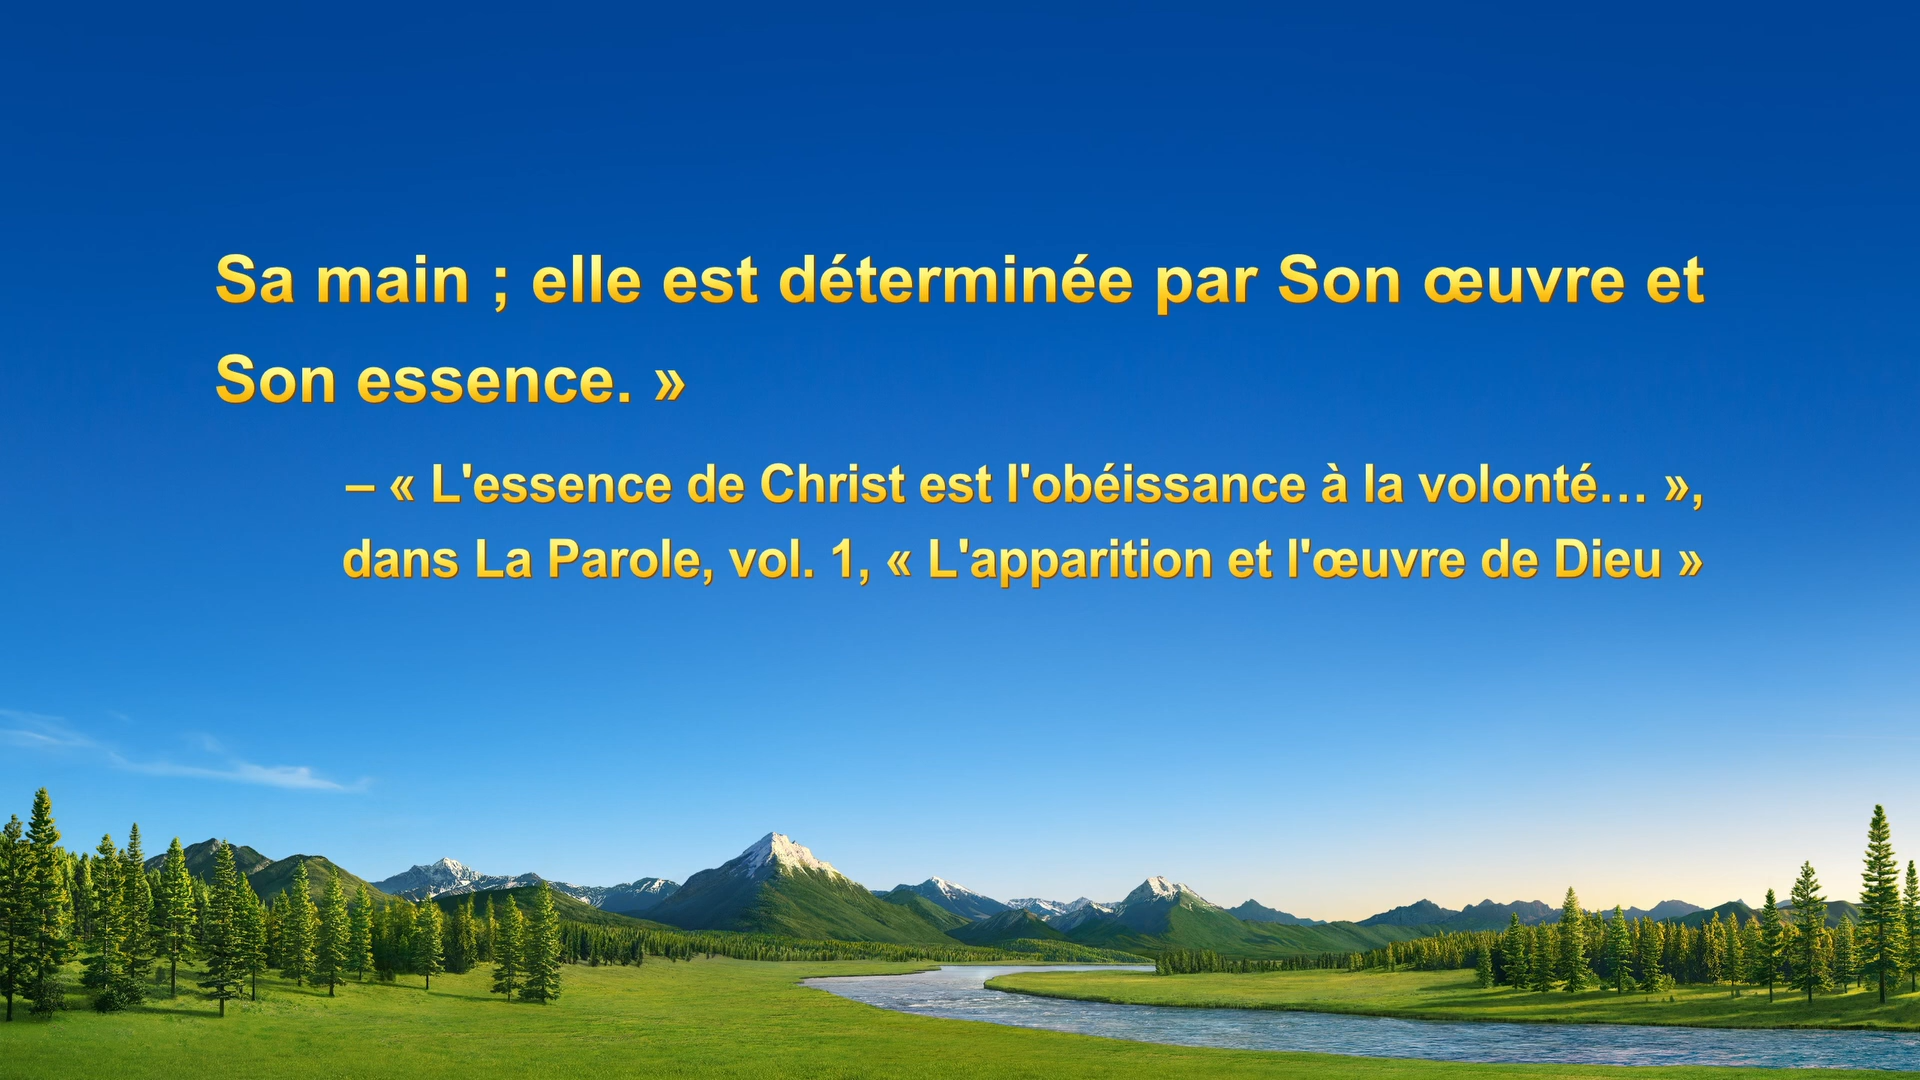 Sa main ; elle est déterminée par Son œuvre et
Son essence. »
– « L'essence de Christ est l'obéissance à la volonté… »,
dans La Parole, vol. 1, « L'apparition et l'œuvre de Dieu »